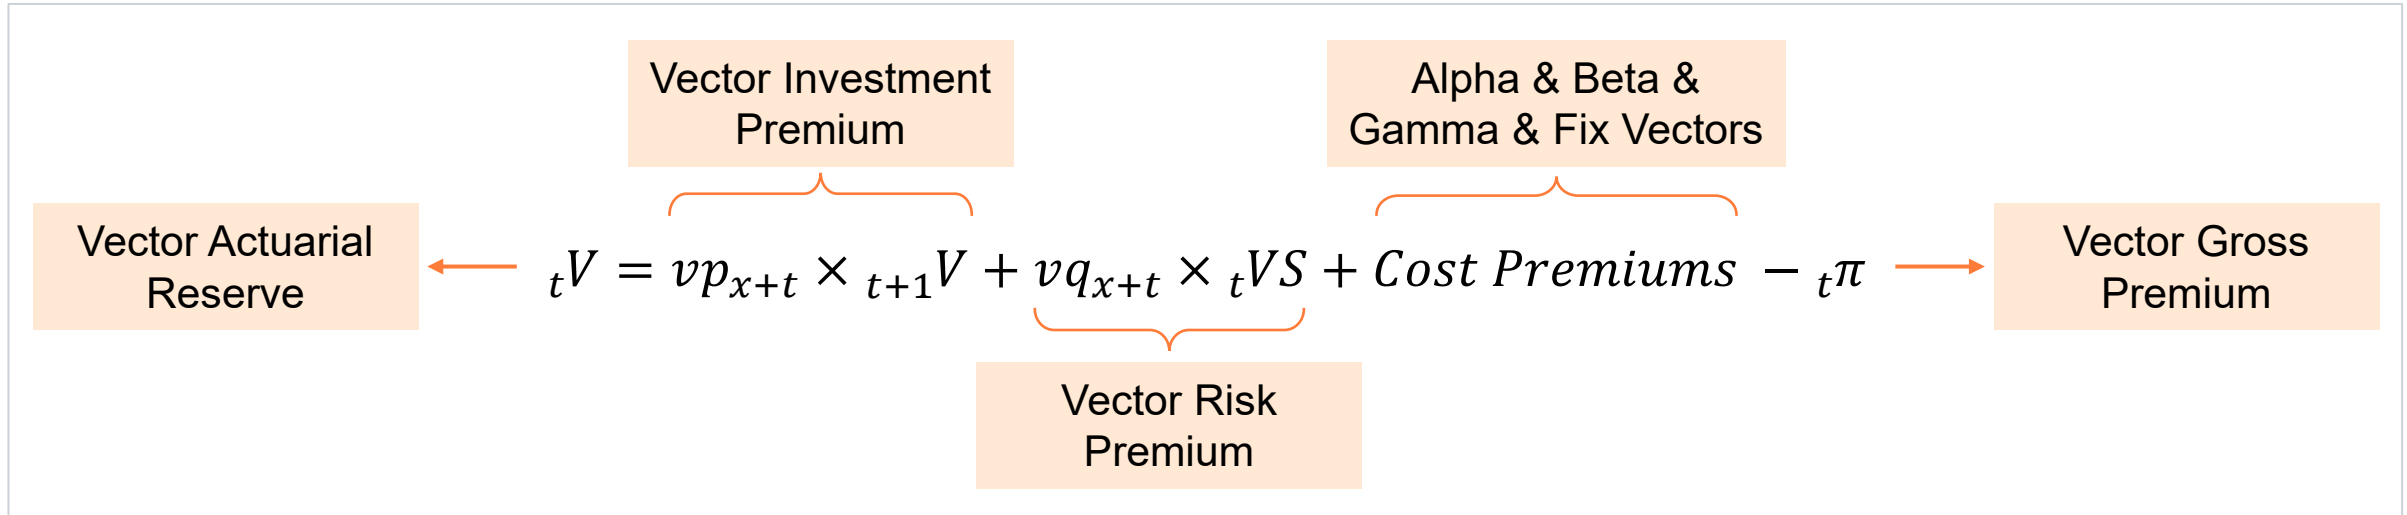 Vector Investment
Premium
Alpha & Beta &
Gamma & Fix Vectors
Vector Actuarial
Reserve
ₜV = vpₓ₊ₜ × ₜ₊₁V + vqₓ₊ₜ × ₜVS + Cost Premiums − ₜπ
Vector Gross
Premium
Vector Risk
Premium